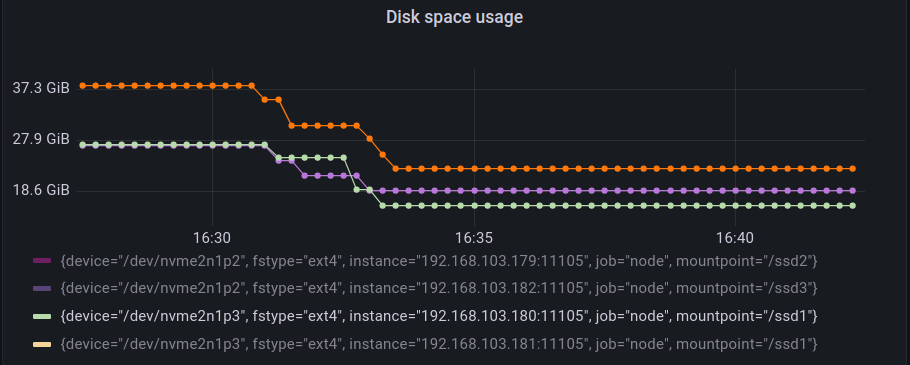 Disk space usage
37.3 GiB
27.9 GiB
18.6 GiB
16:30 16:35 16:40
{device="/dev/nvme2n1p2", fstype="ext4", instance="192.168.103.179:11105", job="node", mountpoint="/ssd2"}
{device="/dev/nvme2n1p2", fstype="ext4", instance="192.168.103.182:11105", job="node", mountpoint="/ssd3"}
{device="/dev/nvme2n1p3", fstype="ext4", instance="192.168.103.180:11105", job="node", mountpoint="/ssd1"}
{device="/dev/nvme2n1p3", fstype="ext4", instance="192.168.103.181:11105", job="node", mountpoint="/ssd1"}